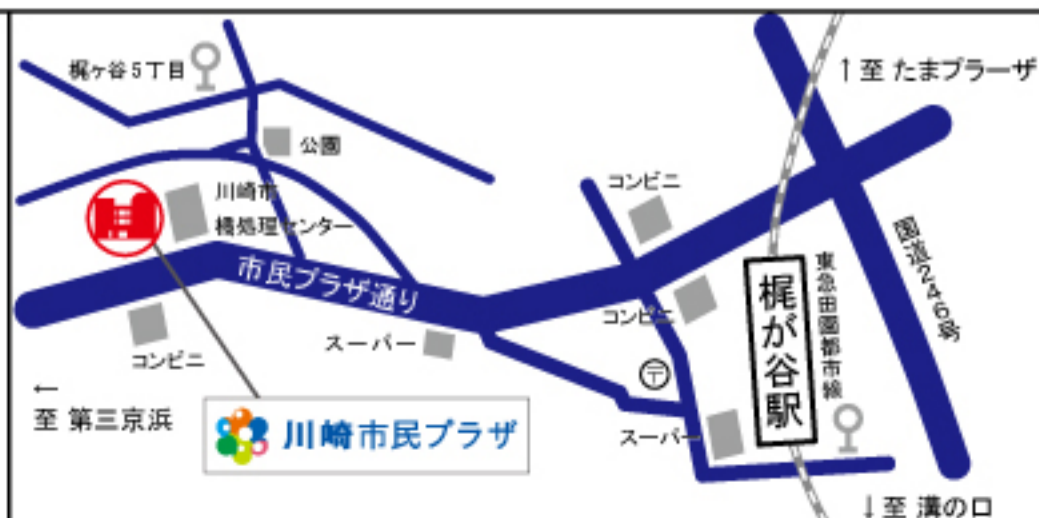 梶ヶ谷5丁目
↑至 たまプラーザ
公園
コンビニ
川崎市
橘処理センター
国道246号
市民プラザ通り
東急田園都市線
梶が谷駅
コンビニ
スーパー
コンビニ
〒
←
至 第三京浜
川崎市民プラザ
スーパー
↓至 溝の口